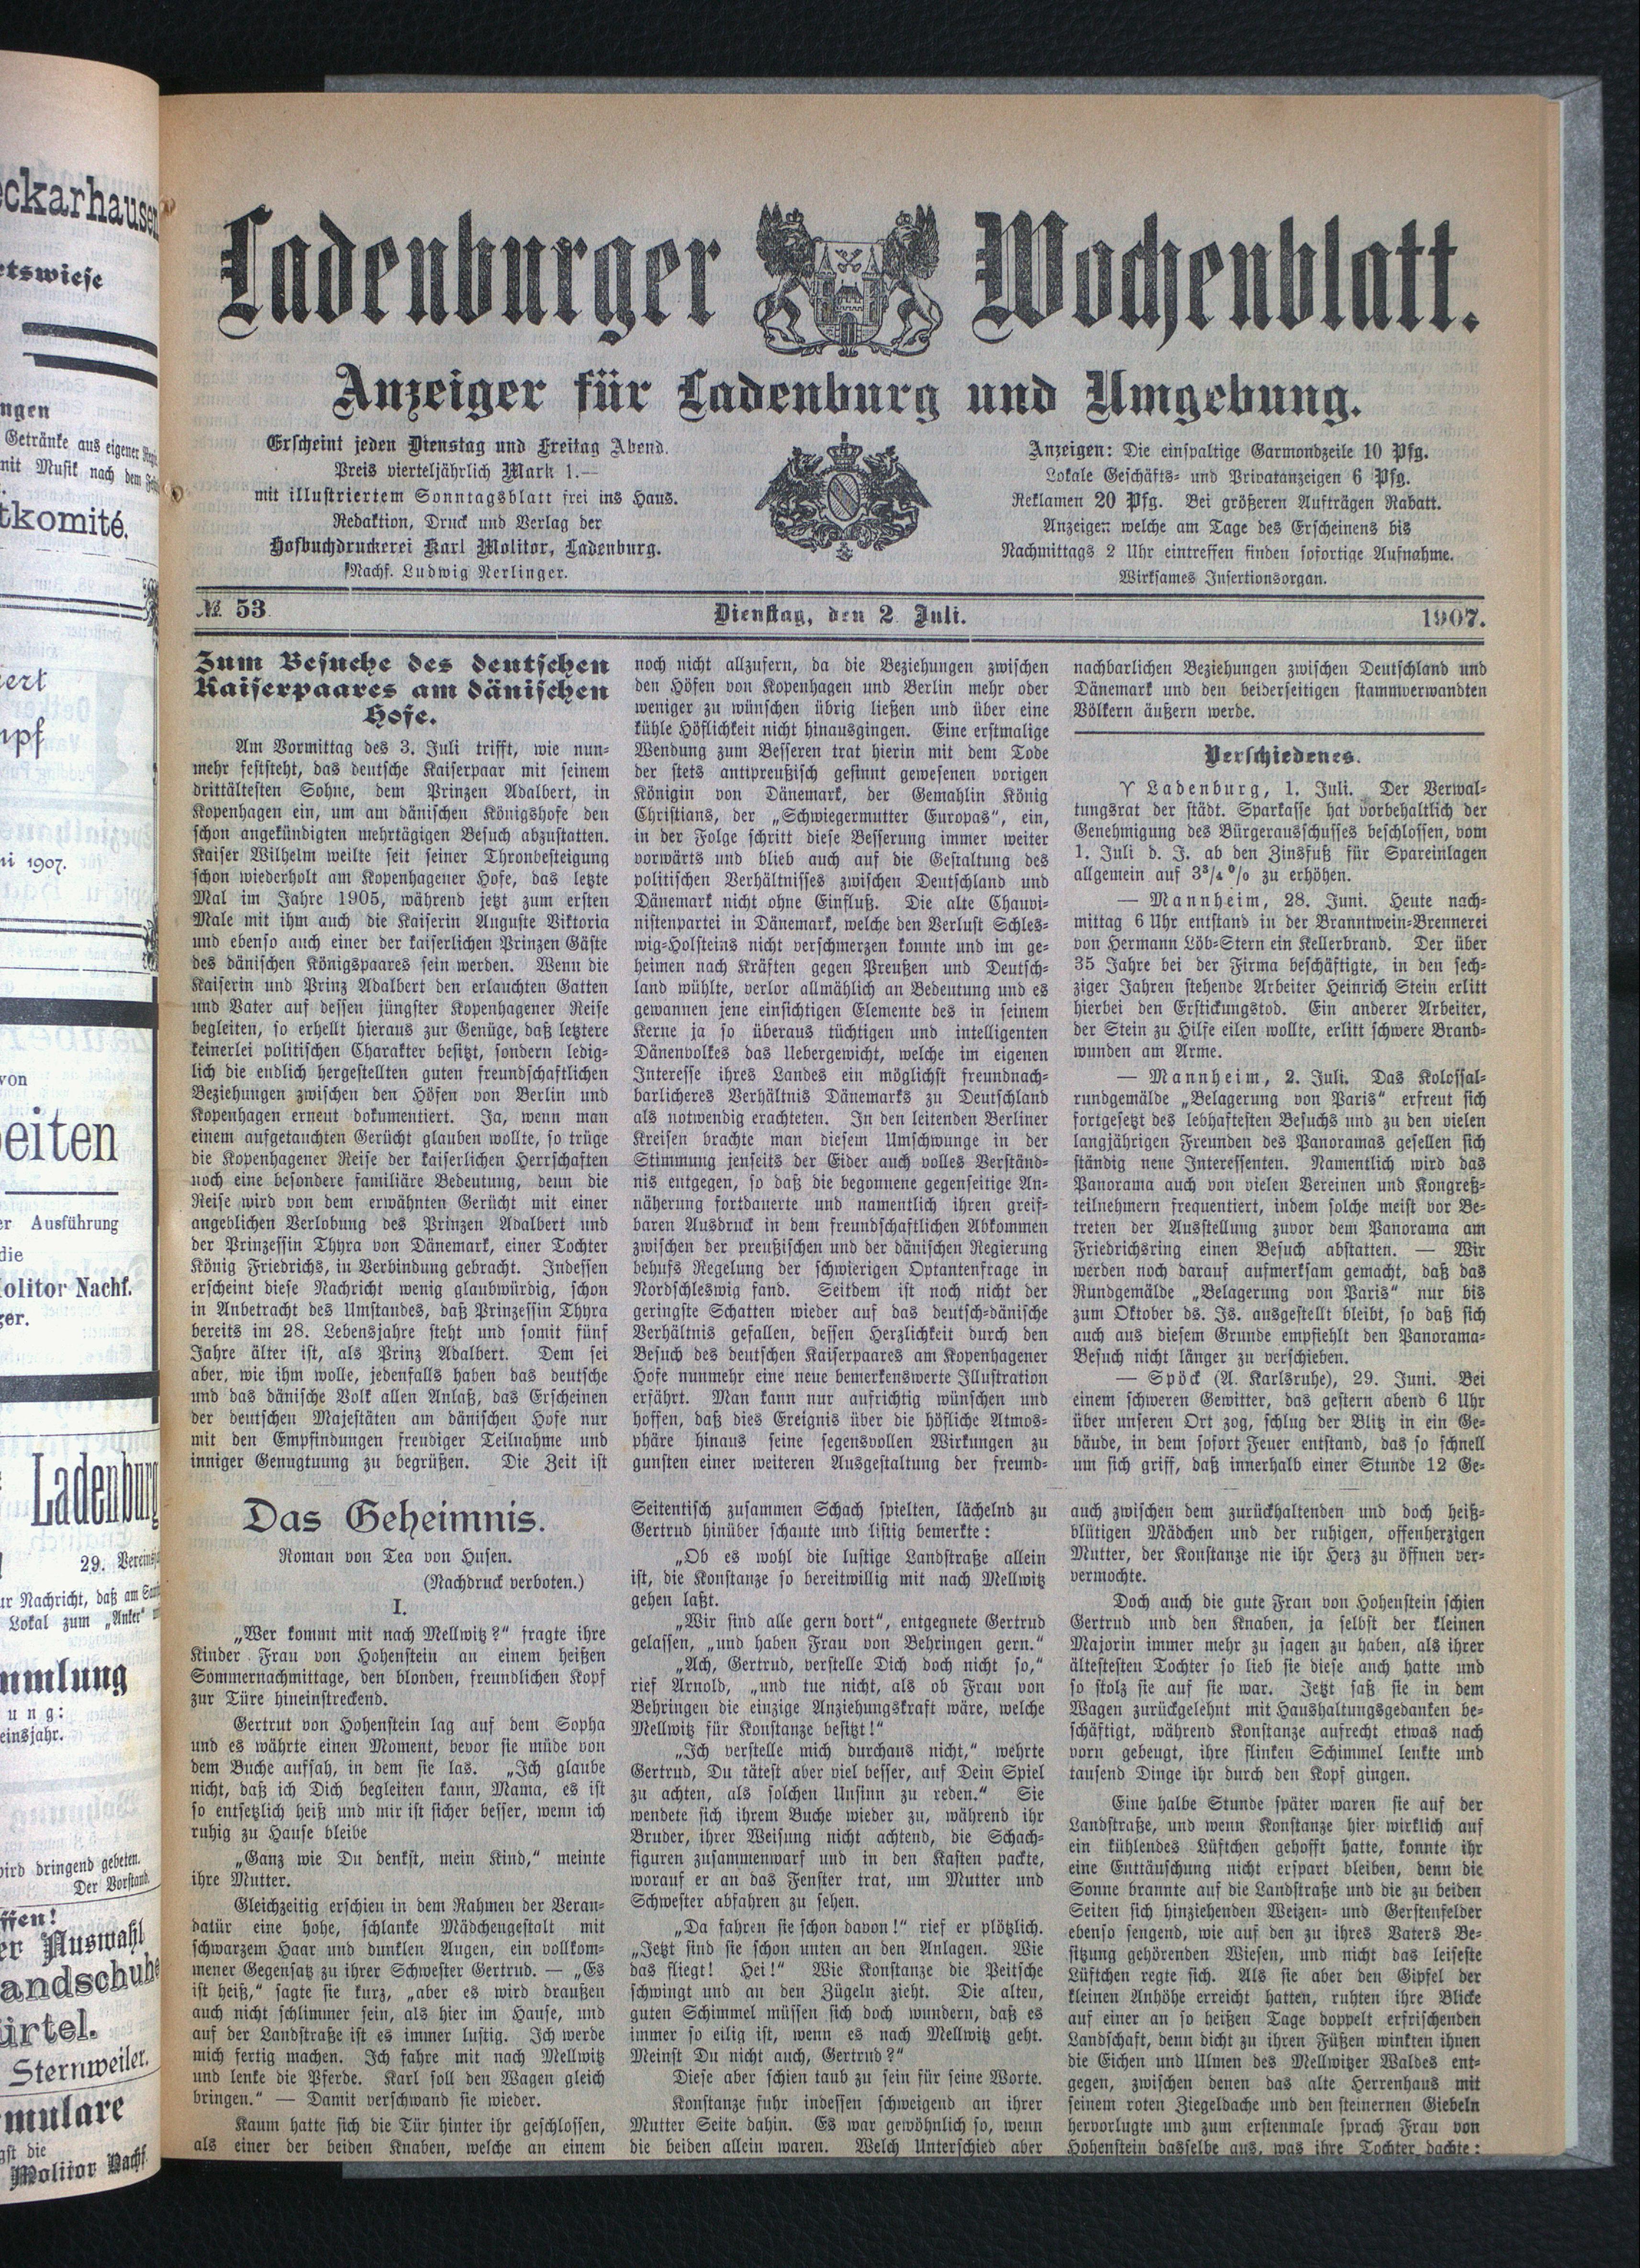 eckarhausen
etswiese
ngen
Getränke aus eigener
mit Musik nach dem
tkomité.
ert
pf
ni 1907.
von
beiten
er Ausführung
die
Molitor Nachf.
ger.
Ladenburg
29. Vereins
ur Nachricht, daß am
Lokal zum „Anker“
mmlung
ung:
einsjahr.
wird dringend gebeten.
Der Vorstand.
ffen!
er Auswahl
andschuhe
ürtel.
Sternweiler.
rmulare
gst die
Molitor Nachf.
Ladenburger Wochenblatt.
Anzeiger für Ladenburg und Umgebung.
Erscheint jeden Dienstag und Freitag Abend.
Preis vierteljährlich Mark 1.—
mit illustriertem Sonntagsblatt frei ins Haus.
Redaktion, Druck und Verlag der
Hofbuchdruckerei Karl Molitor, Ladenburg.
Nachf. Ludwig Nerlinger.
Anzeigen: Die einspaltige Garmondzeile 10 Pfg.
Lokale Geschäfts- und Privatanzeigen 6 Pfg.
Reklamen 20 Pfg. Bei größeren Aufträgen Rabatt.
Anzeigen welche am Tage des Erscheinens bis
Nachmittags 2 Uhr eintreffen finden sofortige Aufnahme.
Wirksames Insertionsorgan.
№ 53
Dienstag, den 2. Juli.
1907.
Zum Besuche des deutschen
Kaiserpaares am dänischen
Hofe.
Am Vormittag des 3. Juli trifft, wie nun-
mehr feststeht, das deutsche Kaiserpaar mit seinem
drittältesten Sohne, dem Prinzen Adalbert, in
Kopenhagen ein, um am dänischen Königshofe den
schon angekündigten mehrtägigen Besuch abzustatten.
Kaiser Wilhelm weilte seit seiner Thronbesteigung
schon wiederholt am Kopenhagener Hofe, das letzte
Mal im Jahre 1905, während jetzt zum ersten
Male mit ihm auch die Kaiserin Auguste Viktoria
und ebenso auch einer der kaiserlichen Prinzen Gäste
des dänischen Königspaares sein werden. Wenn die
Kaiserin und Prinz Adalbert den erlauchten Gatten
und Vater auf dessen jüngster Kopenhagener Reise
begleiten, so erhellt hieraus zur Genüge, daß letztere
keinerlei politischen Charakter besitzt, sondern ledig-
lich die endlich hergestellten guten freundschaftlichen
Beziehungen zwischen den Höfen von Berlin und
Kopenhagen erneut dokumentiert. Ja, wenn man
einem aufgetauchten Gerücht glauben wollte, so trüge
die Kopenhagener Reise der kaiserlichen Herrschaften
noch eine besondere familiäre Bedeutung, denn die
Reise wird von dem erwähnten Gerücht mit einer
angeblichen Verlobung des Prinzen Adalbert und
der Prinzessin Thyra von Dänemark, einer Tochter
König Friedrichs, in Verbindung gebracht. Indessen
erscheint diese Nachricht wenig glaubwürdig, schon
in Anbetracht des Umstandes, daß Prinzessin Thyra
bereits im 28. Lebensjahre steht und somit fünf
Jahre älter ist, als Prinz Adalbert. Dem sei
aber, wie ihm wolle, jedenfalls haben das deutsche
und das dänische Volk allen Anlaß, das Erscheinen
der deutschen Majestäten am dänischen Hofe nur
mit den Empfindungen freudiger Teilnahme und
inniger Genugtuung zu begrüßen. Die Zeit ist
noch nicht allzufern, da die Beziehungen zwischen
den Höfen von Kopenhagen und Berlin mehr oder
weniger zu wünschen übrig ließen und über eine
kühle Höflichkeit nicht hinausgingen. Eine erstmalige
Wendung zum Besseren trat hierin mit dem Tode
der stets antipreußisch gesinnt gewesenen vorigen
Königin von Dänemark, der Gemahlin König
Christians, der „Schwiegermutter Europas“, ein,
in der Folge schritt diese Besserung immer weiter
vorwärts und blieb auch auf die Gestaltung des
politischen Verhältnisses zwischen Deutschland und
Dänemark nicht ohne Einfluß. Die alte Chauvi-
nistenpartei in Dänemark, welche den Verlust Schles-
wig-Holsteins nicht verschmerzen konnte und im ge-
heimen nach Kräften gegen Preußen und Deutsch-
land wühlte, verlor allmählich an Bedeutung und es
gewannen jene einsichtigen Elemente des in seinem
Kerne ja so überaus tüchtigen und intelligenten
Dänenvolkes das Uebergewicht, welche im eigenen
Interesse ihres Landes ein möglichst freundnach-
barlicheres Verhältnis Dänemarks zu Deutschland
als notwendig erachteten. In den leitenden Berliner
Kreisen brachte man diesem Umschwunge in der
Stimmung jenseits der Eider auch volles Verständ-
nis entgegen, so daß die begonnene gegenseitige An-
näherung fortdauerte und namentlich ihren greif-
baren Ausdruck in dem freundschaftlichen Abkommen
zwischen der preußischen und der dänischen Regierung
behufs Regelung der schwierigen Optantenfrage in
Nordschleswig fand. Seitdem ist noch nicht der
geringste Schatten wieder auf das deutsch-dänische
Verhältnis gefallen, dessen Herzlichkeit durch den
Besuch des deutschen Kaiserpaares am Kopenhagener
Hofe nunmehr eine neue bemerkenswerte Illustration
erfährt. Man kann nur aufrichtig wünschen und
hoffen, daß dies Ereignis über die höfliche Atmos-
phäre hinaus seine segensvollen Wirkungen zu
gunsten einer weiteren Ausgestaltung der freund-
nachbarlichen Beziehungen zwischen Deutschland und
Dänemark und den beiderseitigen stammverwandten
Völkern äußern werde.
Verschiedenes.
♈ Ladenburg, 1. Juli. Der Verwal-
tungsrat der städt. Sparkasse hat vorbehaltlich der
Genehmigung des Bürgerausschusses beschlossen, vom
1. Juli d. J. ab den Zinsfuß für Spareinlagen
allgemein auf 3³/₄ % zu erhöhen.
— Mannheim, 28. Juni. Heute nach-
mittag 6 Uhr entstand in der Branntwein-Brennerei
von Hermann Löb-Stern ein Kellerbrand. Der über
35 Jahre bei der Firma beschäftigte, in den sech-
ziger Jahren stehende Arbeiter Heinrich Stein erlitt
hierbei den Erstickungstod. Ein anderer Arbeiter,
der Stein zu Hilfe eilen wollte, erlitt schwere Brand-
wunden am Arme.
— Mannheim, 2. Juli. Das Kolossal-
rundgemälde „Belagerung von Paris“ erfreut sich
fortgesetzt des lebhaftesten Besuchs und zu den vielen
langjährigen Freunden des Panoramas gesellen sich
ständig neue Interessenten. Namentlich wird das
Panorama auch von vielen Vereinen und Kongreß-
teilnehmern frequentiert, indem solche meist vor Be-
treten der Ausstellung zuvor dem Panorama am
Friedrichsring einen Besuch abstatten. — Wir
werden noch darauf aufmerksam gemacht, daß das
Rundgemälde „Belagerung von Paris“ nur bis
zum Oktober ds. Js. ausgestellt bleibt, so daß sich
auch aus diesem Grunde empfiehlt den Panorama-
Besuch nicht länger zu verschieben.
— Spöck (A. Karlsruhe), 29. Juni. Bei
einem schweren Gewitter, das gestern abend 6 Uhr
über unseren Ort zog, schlug der Blitz in ein Ge-
bäude, in dem sofort Feuer entstand, das so schnell
um sich griff, daß innerhalb einer Stunde 12 Ge-
Das Geheimnis.
Roman von Tea von Husen.
(Nachdruck verboten.)
I.
„Wer kommt mit nach Mellwitz?“ fragte ihre
Kinder Frau von Hohenstein an einem heißen
Sommernachmittage, den blonden, freundlichen Kopf
zur Türe hineinstreckend.
Gertrut von Hohenstein lag auf dem Sopha
und es währte einen Moment, bevor sie müde von
dem Buche aufsah, in dem sie las. „Ich glaube
nicht, daß ich Dich begleiten kann, Mama, es ist
so entsetzlich heiß und mir ist sicher besser, wenn ich
ruhig zu Hause bleibe
„Ganz wie Du denkst, mein Kind,“ meinte
ihre Mutter.
Gleichzeitig erschien in dem Rahmen der Veran-
datür eine hohe, schlanke Mädchengestalt mit
schwarzem Haar und dunklen Augen, ein vollkom-
mener Gegensatz zu ihrer Schwester Gertrud. — „Es
ist heiß,“ sagte sie kurz, „aber es wird draußen
auch nicht schlimmer sein, als hier im Hause, und
auf der Landstraße ist es immer lustig. Ich werde
mich fertig machen. Ich fahre mit nach Mellwitz
und lenke die Pferde. Karl soll den Wagen gleich
bringen.“ — Damit verschwand sie wieder.
Kaum hatte sich die Tür hinter ihr geschlossen,
als einer der beiden Knaben, welche an einem
Seitentisch zusammen Schach spielten, lächelnd zu
Gertrud hinüber schaute und listig bemerkte:
„Ob es wohl die lustige Landstraße allein
ist, die Konstanze so bereitwillig mit nach Mellwitz
gehen laßt.
„Wir sind alle gern dort“, entgegnete Gertrud
gelassen, „und haben Frau von Behringen gern.“
„Ach, Gertrud, verstelle Dich doch nicht so,“
rief Arnold, „und tue nicht, als ob Frau von
Behringen die einzige Anziehungskraft wäre, welche
Mellwitz für Konstanze besitzt!“
„Ich verstelle mich durchaus nicht,“ wehrte
Gertrud, Du tätest aber viel besser, auf Dein Spiel
zu achten, als solchen Unsinn zu reden.“ Sie
wendete sich ihrem Buche wieder zu, während ihr
Bruder, ihrer Weisung nicht achtend, die Schach-
figuren zusammenwarf und in den Kasten packte,
worauf er an das Fenster trat, um Mutter und
Schwester abfahren zu sehen.
„Da fahren sie schon davon!“ rief er plötzlich.
„Jetzt sind sie schon unten an den Anlagen. Wie
das fliegt! Hei!“ Wie Konstanze die Peitsche
schwingt und an den Zügeln zieht. Die alten,
guten Schimmel müssen sich doch wundern, daß es
immer so eilig ist, wenn es nach Mellwitz geht.
Meinst Du nicht auch, Gertrud?“
Diese aber schien taub zu sein für seine Worte.
Konstanze fuhr indessen schweigend an ihrer
Mutter Seite dahin. Es war gewöhnlich so, wenn
die beiden allein waren. Welch Unterschied aber
auch zwischen dem zurückhaltenden und doch heiß-
blütigen Mädchen und der ruhigen, offenherzigen
Mutter, der Konstanze nie ihr Herz zu öffnen ver-
vermochte.
Doch auch die gute Frau von Hohenstein schien
Gertrud und den Knaben, ja selbst der kleinen
Majorin immer mehr zu sagen zu haben, als ihrer
ältestesten Tochter so lieb sie diese auch hatte und
so stolz sie auf sie war. Jetzt saß sie in dem
Wagen zurückgelehnt mit Haushaltungsgedanken be-
schäftigt, während Konstanze aufrecht etwas nach
vorn gebeugt, ihre flinken Schimmel lenkte und
tausend Dinge ihr durch den Kopf gingen.
Eine halbe Stunde später waren sie auf der
Landstraße, und wenn Konstanze hier wirklich auf
ein kühlendes Lüftchen gehofft hatte, konnte ihr
eine Enttäuschung nicht erspart bleiben, denn die
Sonne brannte auf die Landstraße und die zu beiden
Seiten sich hinziehenden Weizen- und Gerstenfelder
ebenso sengend, wie auf den zu ihres Vaters Be-
sitzung gehörenden Wiesen, und nicht das leiseste
Lüftchen regte sich. Als sie aber den Gipfel der
kleinen Anhöhe erreicht hatten, ruhten ihre Blicke
auf einer an so heißen Tage doppelt erfrischenden
Landschaft, denn dicht zu ihren Füßen winkten ihnen
die Eichen und Ulmen des Mellwitzer Waldes ent-
gegen, zwischen denen das alte Herrenhaus mit
seinem roten Ziegeldache und den steinernen Giebeln
hervorlugte und zum erstenmale sprach Frau von
Hohenstein dasselbe aus, was ihre Tochter dachte: